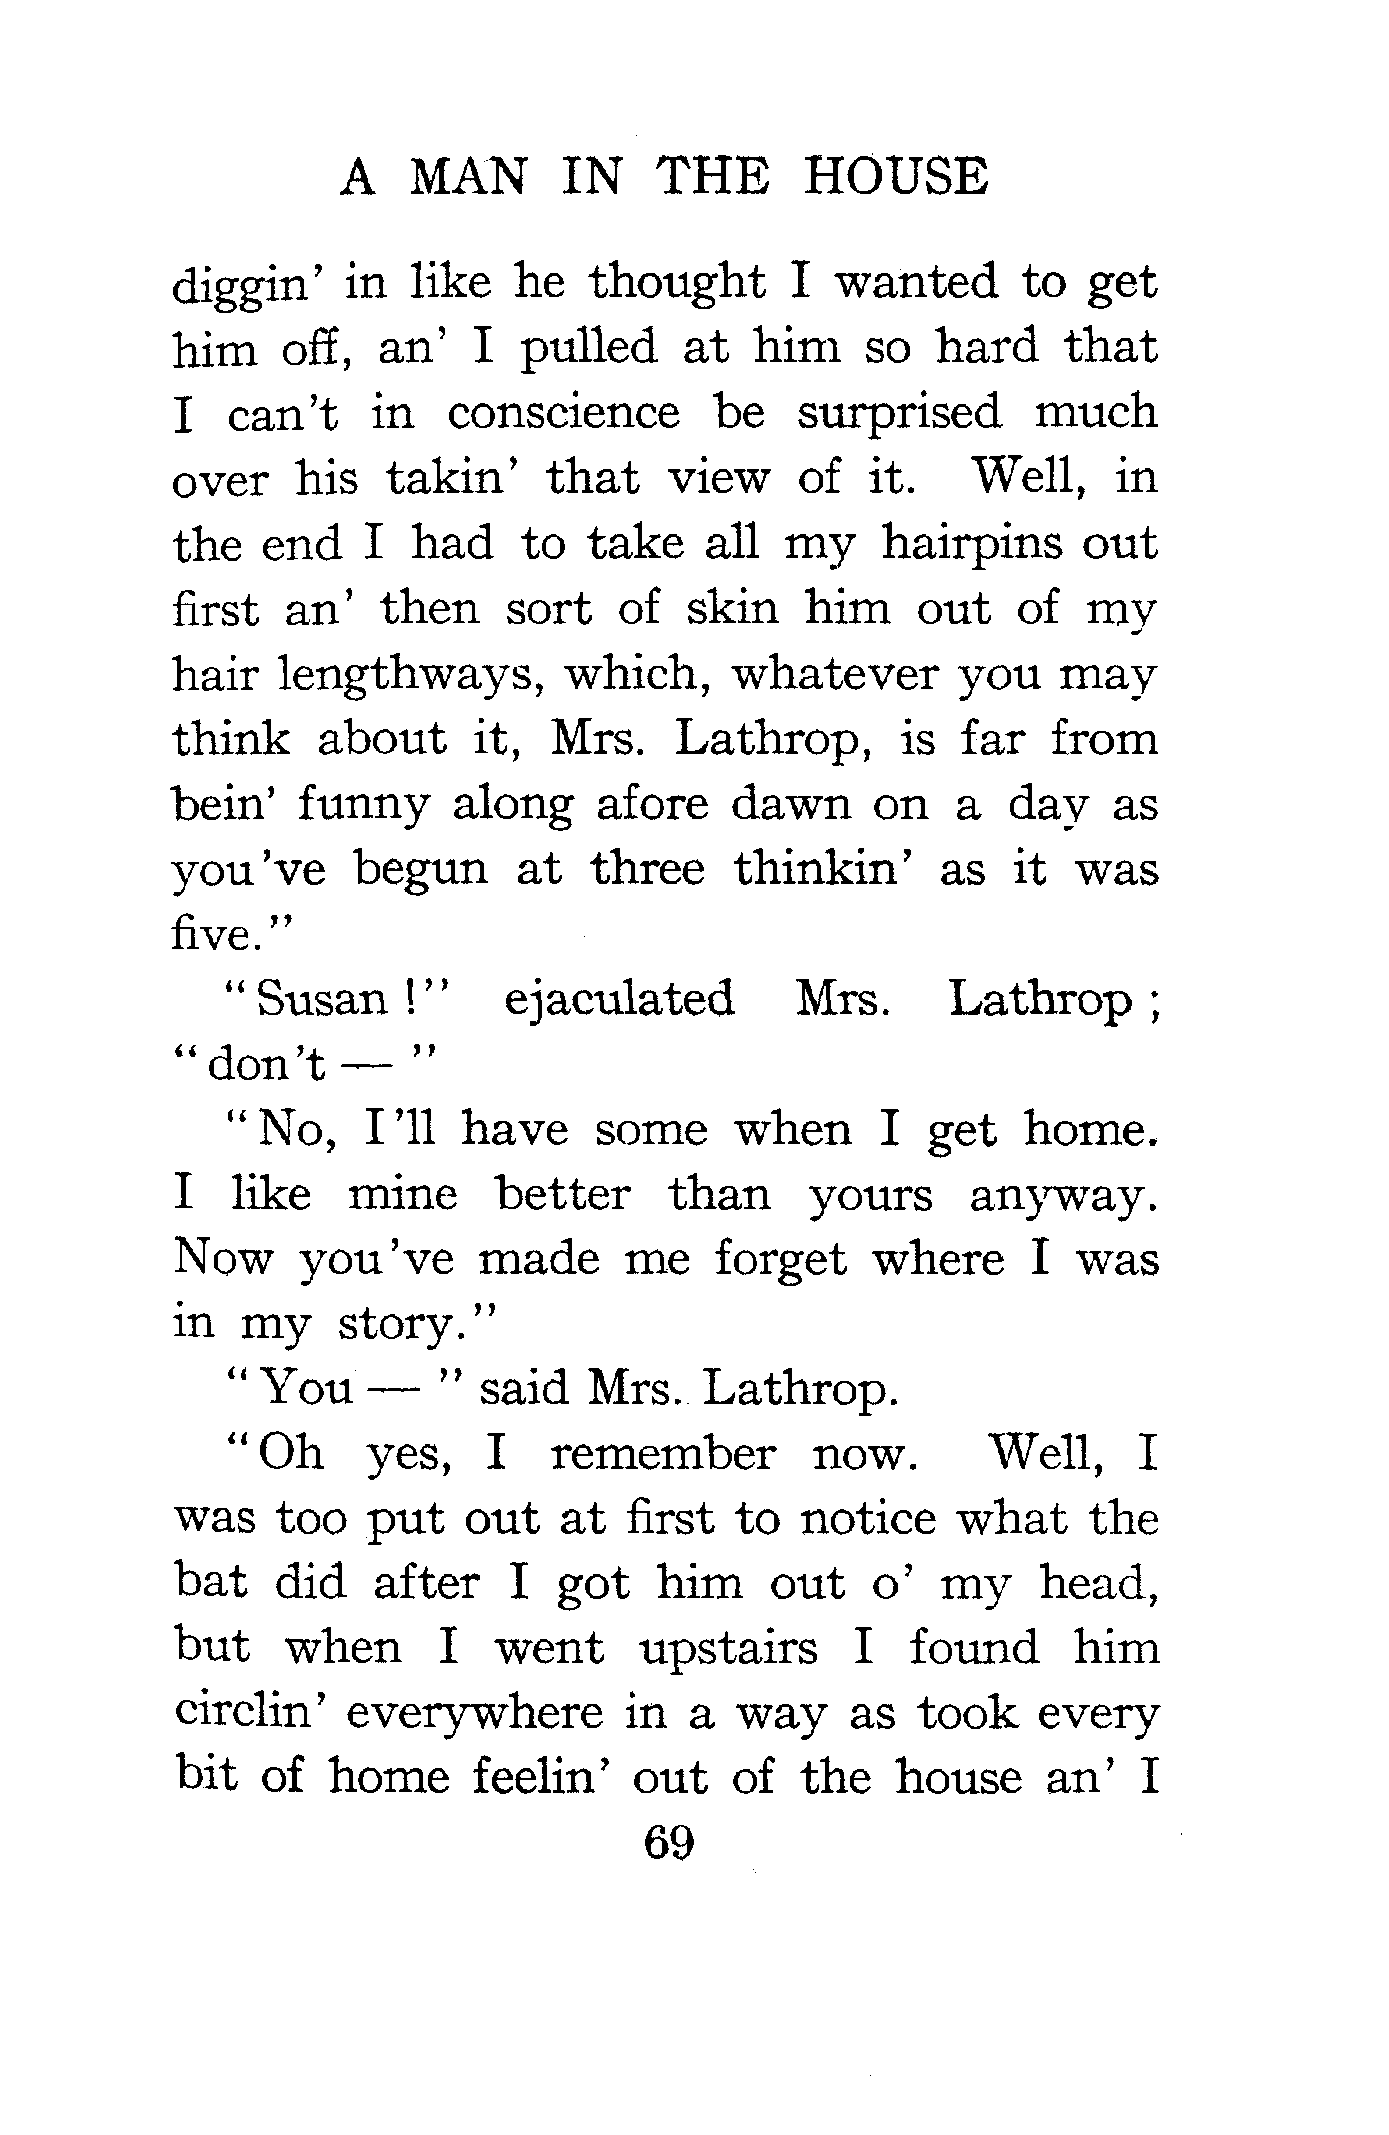 A MAN IN THE HOUSE
diggin' in like he thought I wanted to get
him off, an' I pulled at him so hard that
I can't in conscience be surprised much
over his takin' that view of it. Well, in
the end I had to take all my hairpins out
first an' then sort of skin him out of my
hair lengthways, which, whatever you may
think about it, Mrs. Lathrop, is far from
bein' funny along afore dawn on a day as
you've begun at three thinkin' as it was
five."
"Susan!" ejaculated Mrs. Lathrop;
"don't — "
"No, I'll have some when I get home.
I like mine better than yours anyway.
Now you've made me forget where I was
in my story."
"You — " said Mrs. Lathrop.
"Oh yes, I remember now. Well, I
was too put out at first to notice what the
bat did after I got him out o' my head,
but when I went upstairs I found him
circlin' everywhere in a way as took every
bit of home feelin' out of the house an' I
69